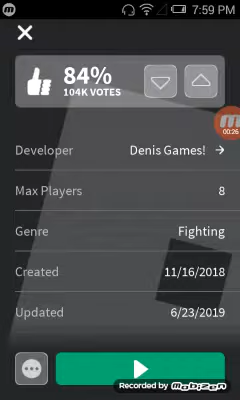 7:59 PM
84%
104K VOTES
00:26
Developer Denis Games!
Max Players 8
Genre Fighting
Created 11/16/2018
Updated 6/23/2019
Recorded by Mobizen